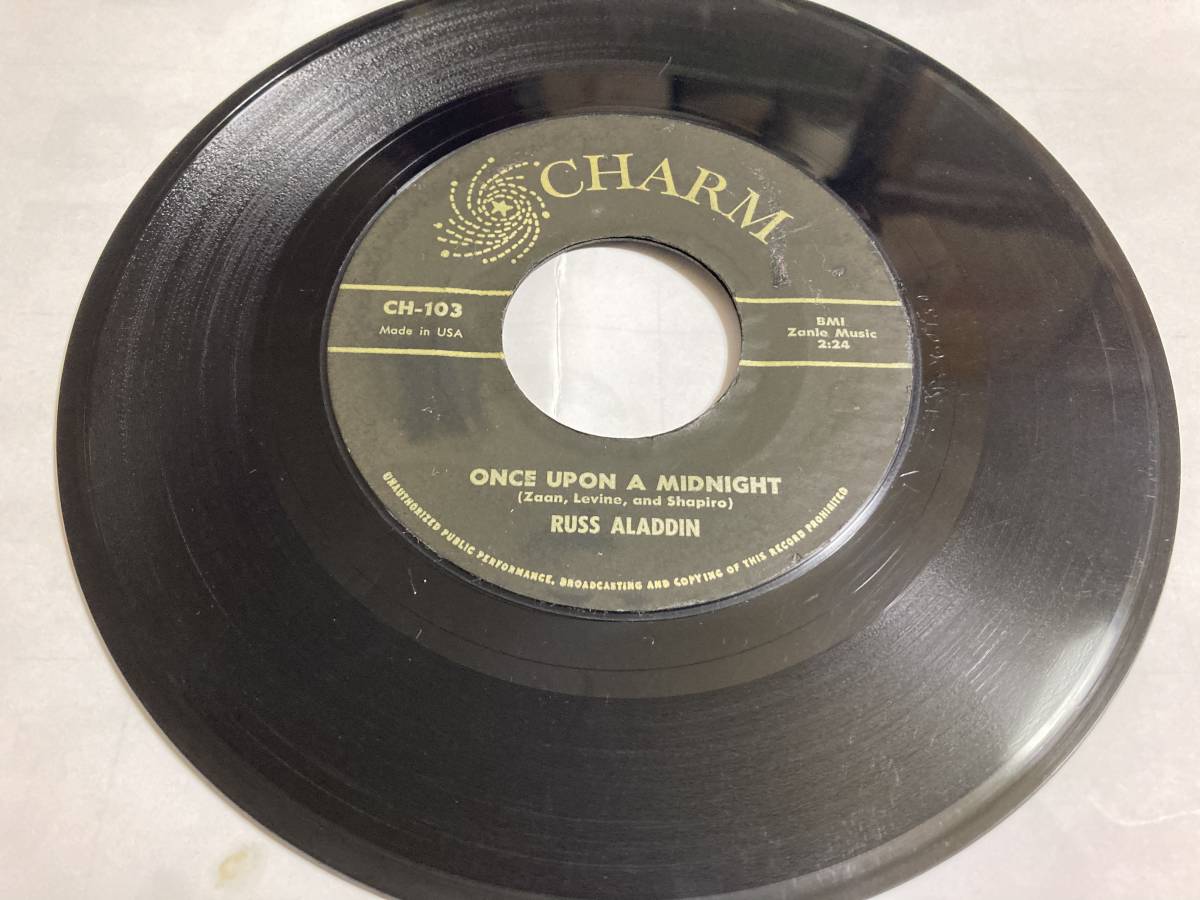 CHARM
CH-103
Made in USA
BMI
Zanle Music
2:24
ONCE UPON A MIDNIGHT
(Zaan, Levine, and Shapiro)
RUSS ALADDIN
UNAUTHORIZED PUBLIC PERFORMANCE, BROADCASTING AND COPYING OF THIS RECORD PROHIBITED